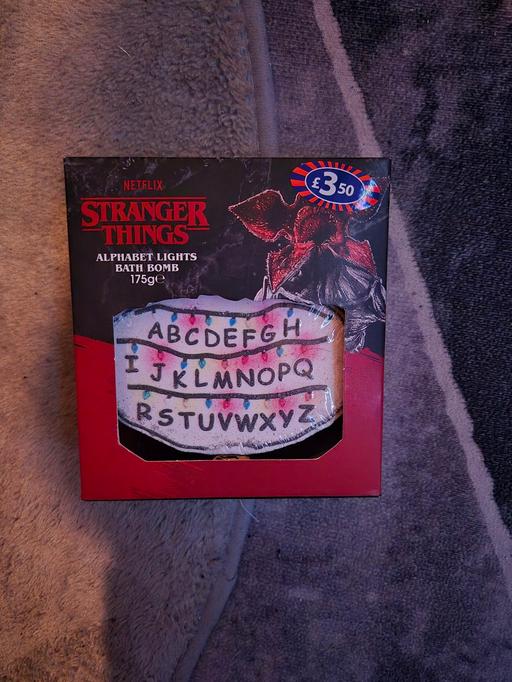 NETFLIX
STRANGER
THINGS
ALPHABET LIGHTS
BATH BOMB
175g℮
£3.50
ABCDEFGH
IJKLMNOPQ
RSTUVWXYZ